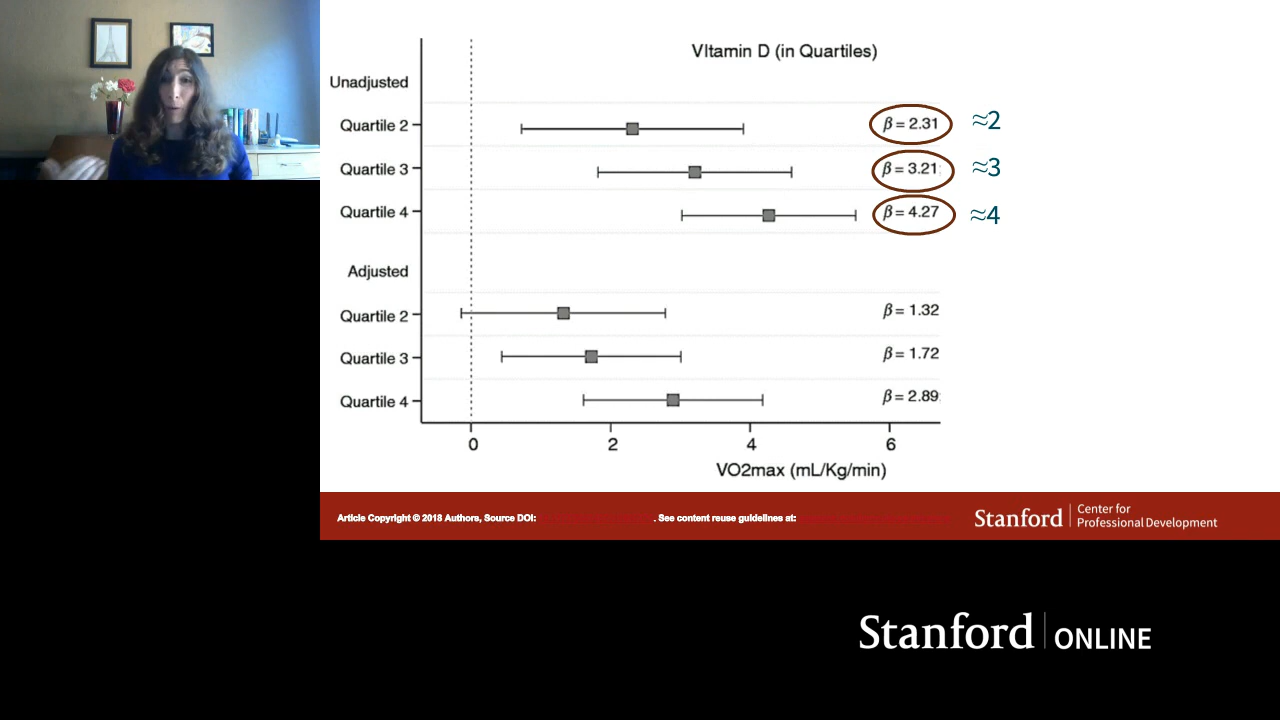 VItamin D (in Quartiles)
Unadjusted
Quartile 2
β = 2.31
≈2
Quartile 3
β = 3.21
≈3
Quartile 4
β = 4.27
≈4
Adjusted
Quartile 2
β = 1.32
Quartile 3
β = 1.72
Quartile 4
β = 2.89
0 2 4 6
VO2max (mL/Kg/min)
Article Copyright © 2018 Authors, Source DOI: . See content reuse guidelines at:
Stanford
Center for
Professional Development
Stanford ONLINE